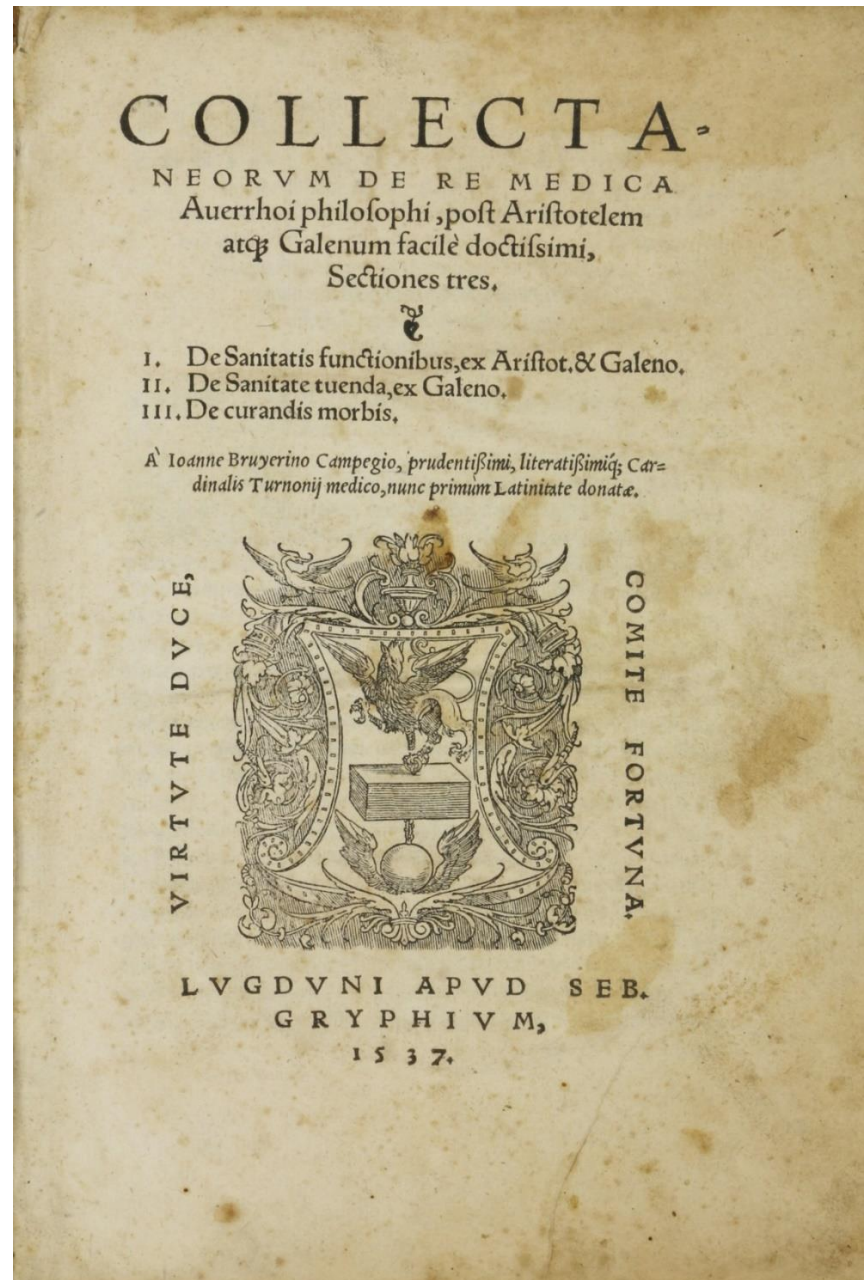 COLLECTA-
NEORVM DE RE MEDICA
Auerrhoi philoſophi, poſt Ariſtotelem
atq́; Galenum facilè doctiſsimi,
Sectiones tres.
I. De Sanitatis functionibus, ex Ariſtot. & Galeno.
II. De Sanitate tuenda, ex Galeno.
III. De curandis morbis.
A` Ioanne Bruyerino Campegio, prudentißimi, literatißimiq́; Car=
dinalis Turnonij medico, nunc primùm Latinitate donatæ.
VIRTVTE DVCE,
COMITE FORTVNA.
LVGDVNI APVD SEB.
GRYPHIVM,
1537.